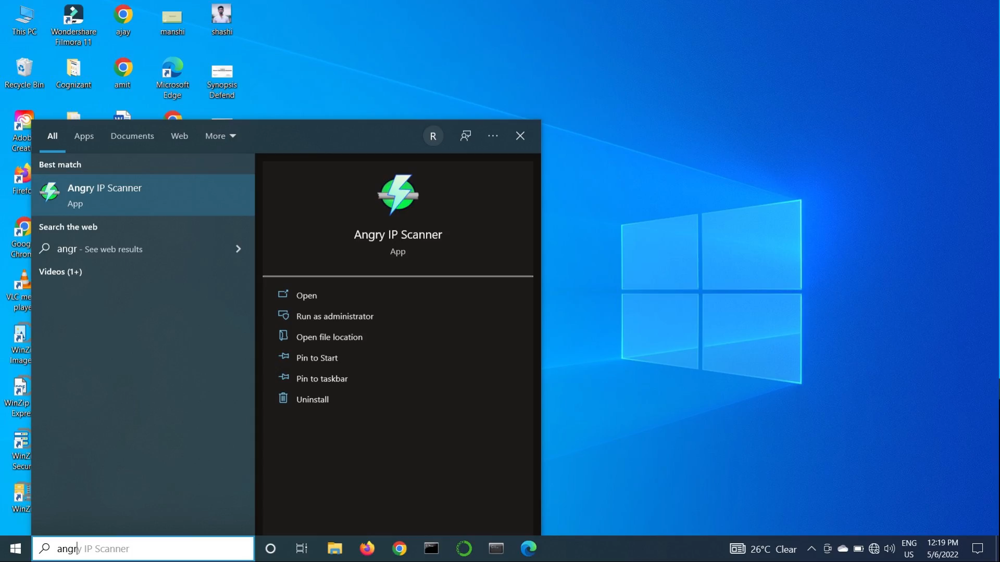 This PC
Wondershare
Filmora 11
ajay
manshi
shashi
Recycle Bin
Cognizant
amit
Microsoft
Edge
Synopsis
Defend
Adob
Creati
Firefo
Goog
Chron
VLC me
playe
WinZi
Image
WinZip
Expre
WinZ
Secur
WinZ
All
Apps
Documents
Web
More
R
Best match
Angry IP Scanner
App
Search the web
angr - See web results
Videos (1+)
Angry IP Scanner
App
Open
Run as administrator
Open file location
Pin to Start
Pin to taskbar
Uninstall
angry IP Scanner
26°C Clear
ENG
US
12:19 PM
5/6/2022